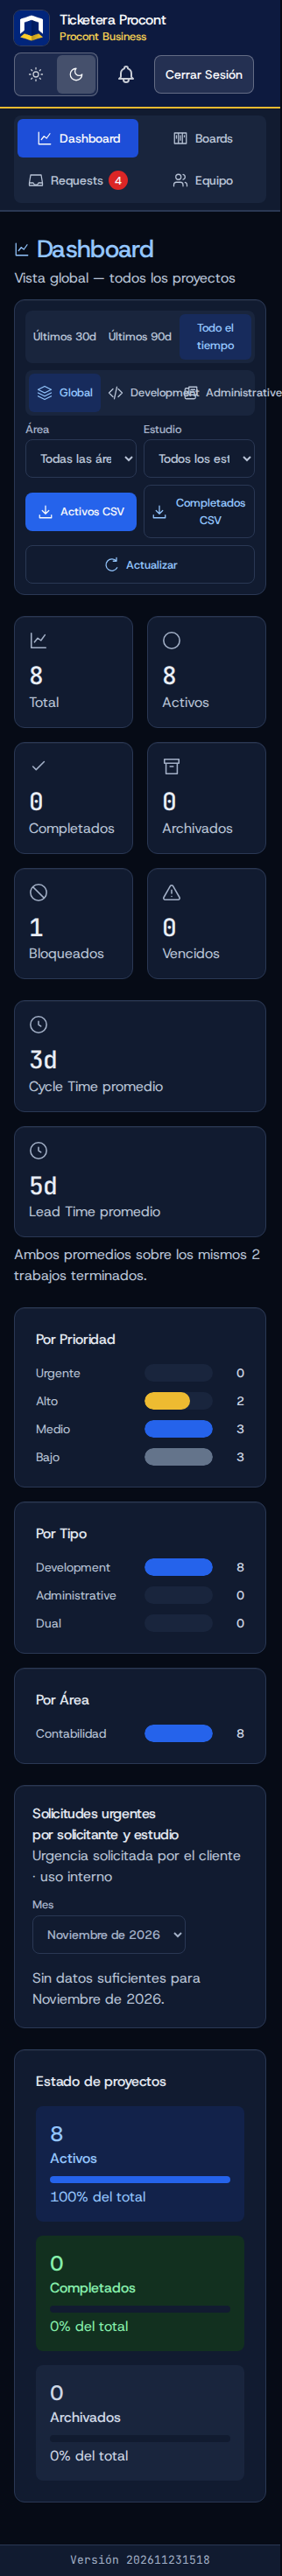 Ticketera Procont
Procont Business
Cerrar Sesión
Dashboard
Boards
Requests 4
Equipo
Dashboard
Vista global — todos los proyectos
Últimos 30d
Últimos 90d
Todo el
tiempo
Global
Development
Administrative
Área
Estudio
Todas las áre
Todos los est
Activos CSV
Completados
CSV
Actualizar
8
Total
8
Activos
0
Completados
0
Archivados
1
Bloqueados
0
Vencidos
3d
Cycle Time promedio
5d
Lead Time promedio
Ambos promedios sobre los mismos 2
trabajos terminados.
Por Prioridad
Urgente 0
Alto 2
Medio 3
Bajo 3
Por Tipo
Development 8
Administrative 0
Dual 0
Por Área
Contabilidad 8
Solicitudes urgentes
por solicitante y estudio
Urgencia solicitada por el cliente
· uso interno
Mes
Noviembre de 2026
Sin datos suficientes para
Noviembre de 2026.
Estado de proyectos
8
Activos
100% del total
0
Completados
0% del total
0
Archivados
0% del total
Versión 202611231518